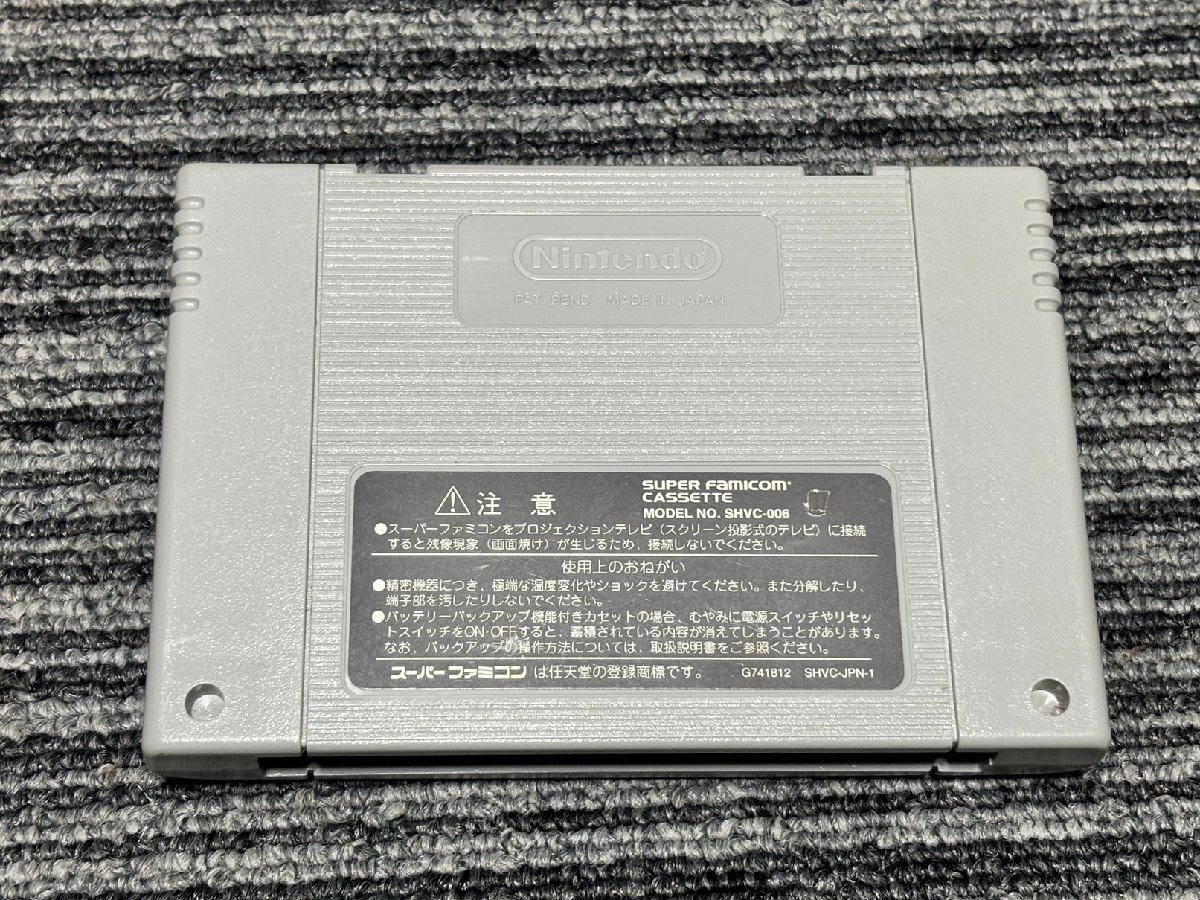 Nintendo
PAT. PEND. MADE IN JAPAN
注意
SUPER FAMICOM
CASSETTE
MODEL NO. SHVC-006
●スーパーファミコンをプロジェクションテレビ(スクリーン投影式のテレビ)に接続
すると残像現象(画面焼け)が生じるため、接続しないでください。
使用上のおねがい
●精密機器につき、極端な温度変化やショックを避けてください。また分解したり、
端子部を汚したりしないでください。
●バッテリーバックアップ機能付きカセットの場合、むやみに電源スイッチやリセッ
トスイッチをON・OFFすると、蓄積されている内容が消えてしまうことがあります。
なお、バックアップの操作方法については、取扱説明書をご参照ください。
スーパーファミコン は任天堂の登録商標です。
G741812 SHVC-JPN-1